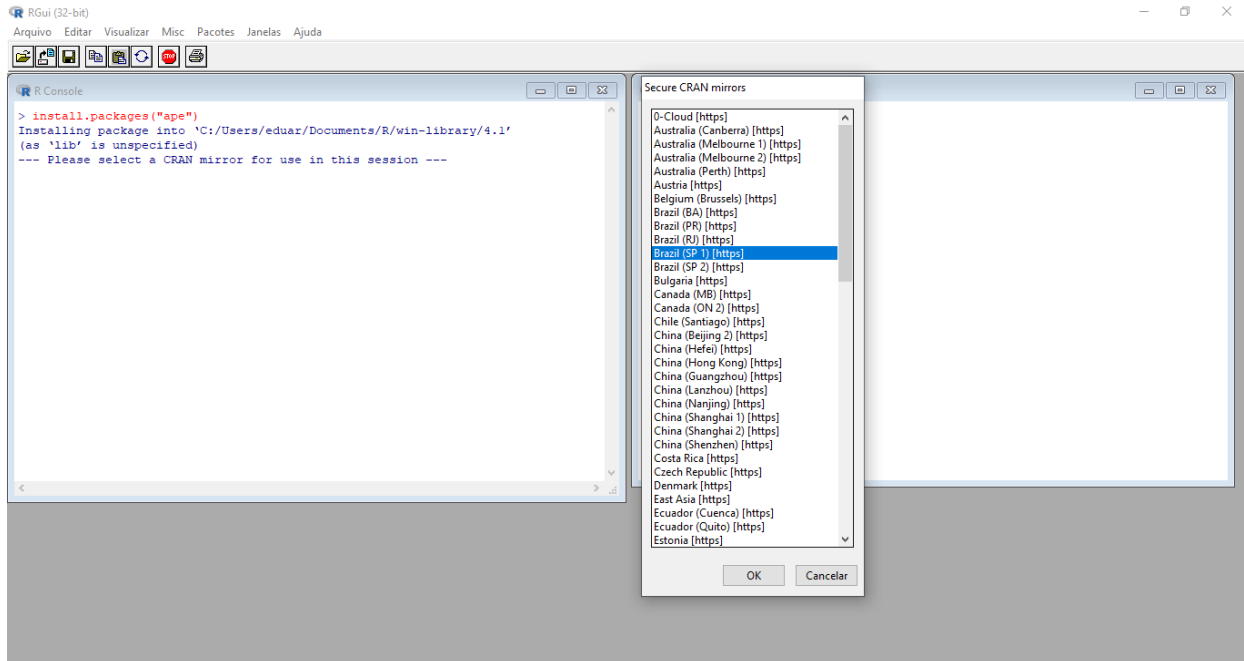 RGui (32-bit)
Arquivo Editar Visualizar Misc Pacotes Janelas Ajuda
STOP
R Console
> install.packages("ape")
Installing package into ‘C:/Users/eduar/Documents/R/win-library/4.1’
(as ‘lib’ is unspecified)
--- Please select a CRAN mirror for use in this session ---
Secure CRAN mirrors
0-Cloud [https]
Australia (Canberra) [https]
Australia (Melbourne 1) [https]
Australia (Melbourne 2) [https]
Australia (Perth) [https]
Austria [https]
Belgium (Brussels) [https]
Brazil (BA) [https]
Brazil (PR) [https]
Brazil (RJ) [https]
Brazil (SP 1) [https]
Brazil (SP 2) [https]
Bulgaria [https]
Canada (MB) [https]
Canada (ON 2) [https]
Chile (Santiago) [https]
China (Beijing 2) [https]
China (Hefei) [https]
China (Hong Kong) [https]
China (Guangzhou) [https]
China (Lanzhou) [https]
China (Nanjing) [https]
China (Shanghai 1) [https]
China (Shanghai 2) [https]
China (Shenzhen) [https]
Costa Rica [https]
Czech Republic [https]
Denmark [https]
East Asia [https]
Ecuador (Cuenca) [https]
Ecuador (Quito) [https]
Estonia [https]
OK Cancelar